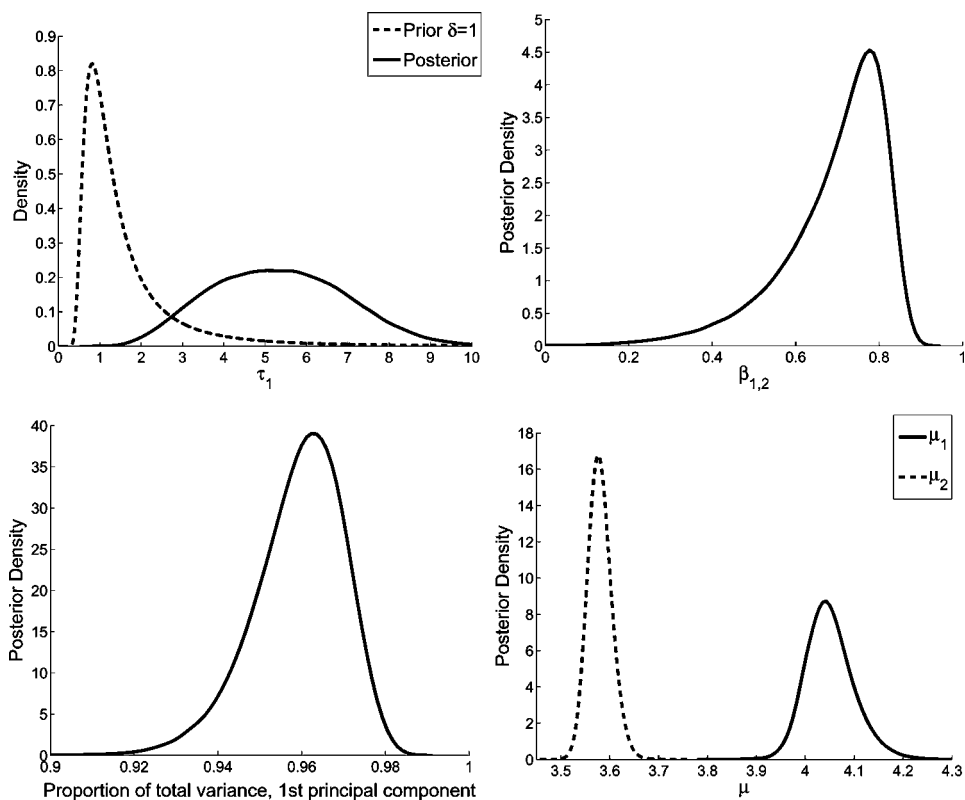 Prior δ=1
Posterior
0.9
0.8
0.7
0.6
0.5
0.4
0.3
0.2
0.1
0
Density
0 1 2 3 4 5 6 7 8 9 10
τ1
5
4.5
4
3.5
3
2.5
2
1.5
1
0.5
0
Posterior Density
0 0.2 0.4 0.6 0.8 1
β1,2
40
35
30
25
20
15
10
5
0
Posterior Density
0.9 0.92 0.94 0.96 0.98 1
Proportion of total variance, 1st principal component
μ1
μ2
18
16
14
12
10
8
6
4
2
0
Posterior Density
3.5 3.6 3.7 3.8 3.9 4 4.1 4.2 4.3
μ